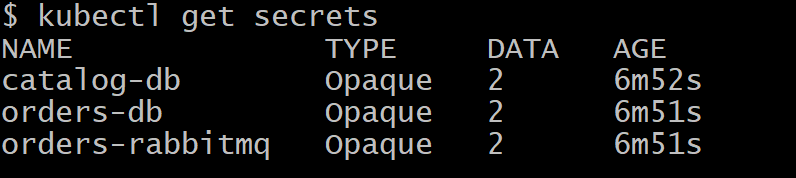 $ kubectl get secrets
NAME                TYPE     DATA   AGE
catalog-db          Opaque   2      6m52s
orders-db           Opaque   2      6m51s
orders-rabbitmq     Opaque   2      6m51s